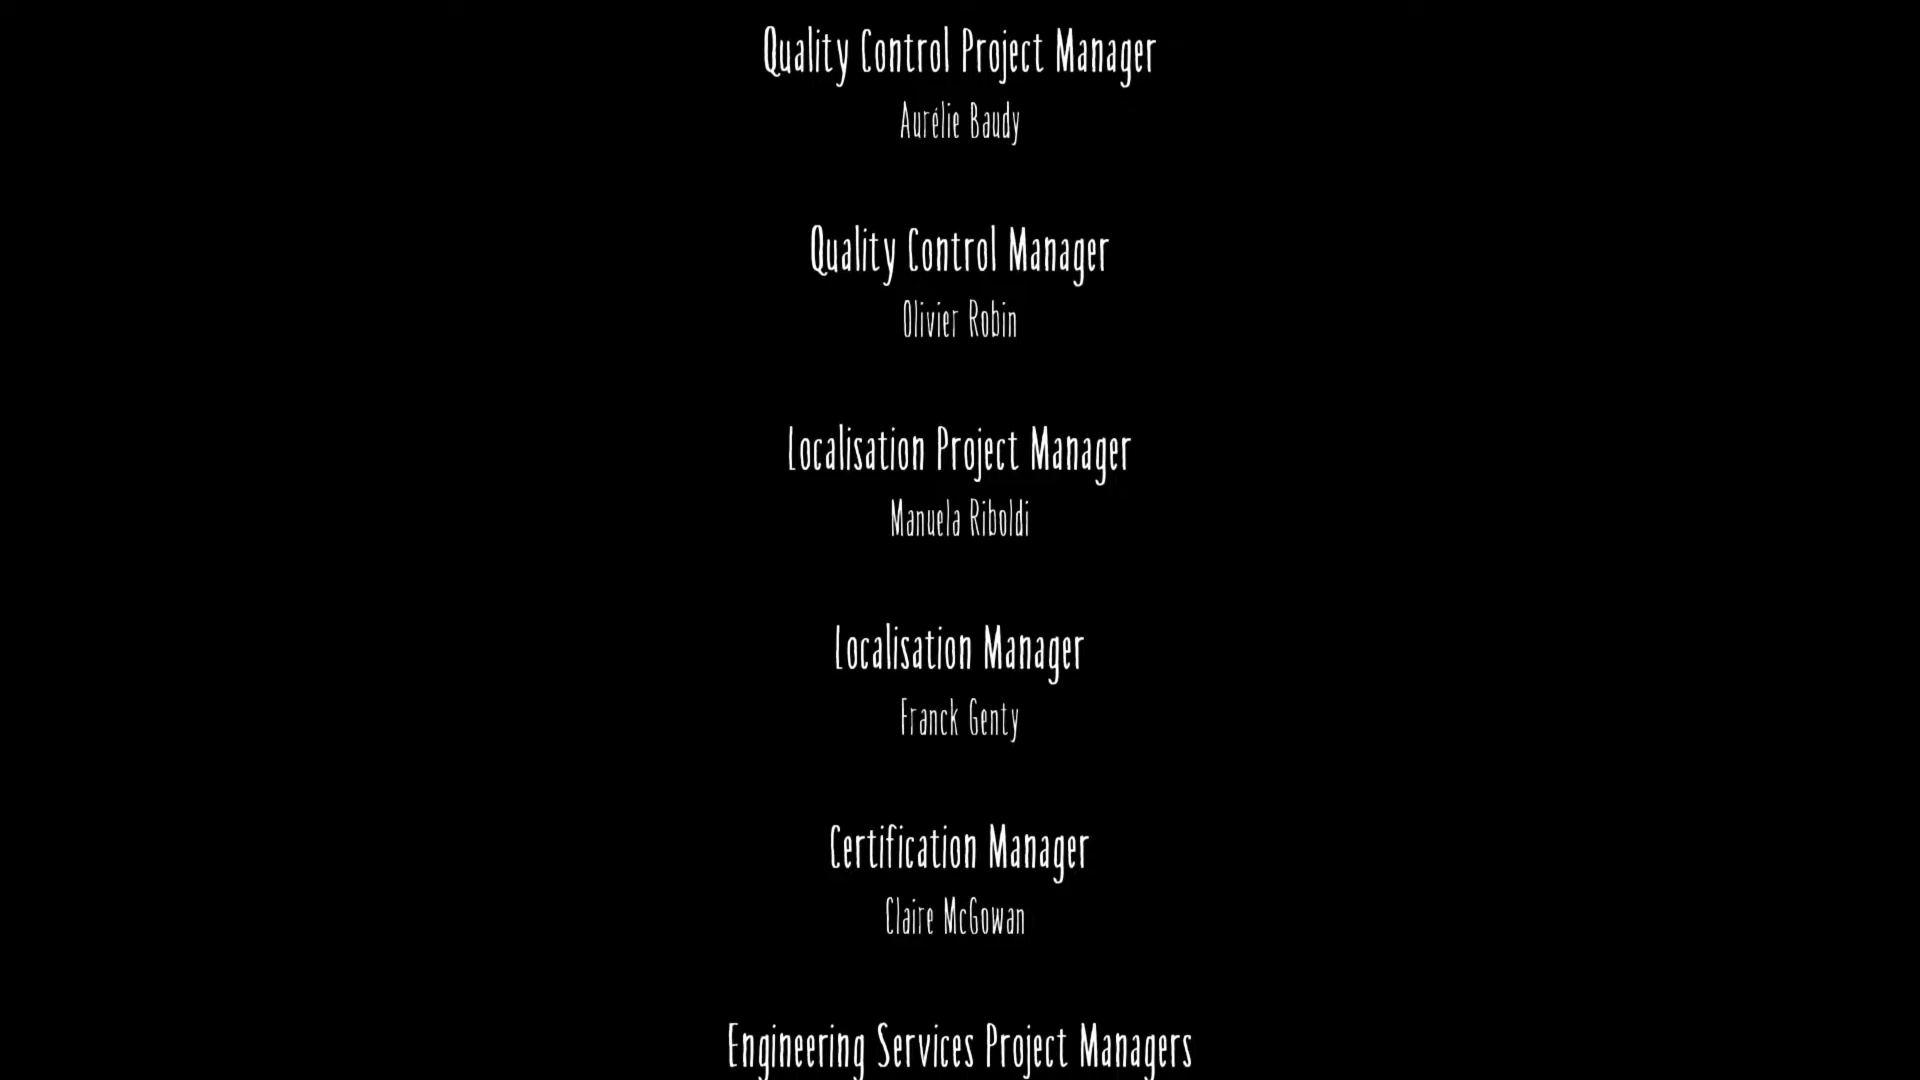 Quality Control Project Manager
Aurélie Baudy
Quality Control Manager
Olivier Robin
Localisation Project Manager
Manuela Riboldi
Localisation Manager
Franck Genty
Certification Manager
Claire McGowan
Engineering Services Project Managers